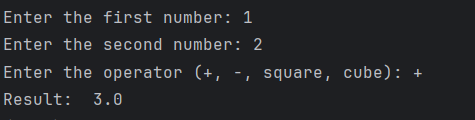 Enter the first number: 1
Enter the second number: 2
Enter the operator (+, -, square, cube): +
Result:  3.0